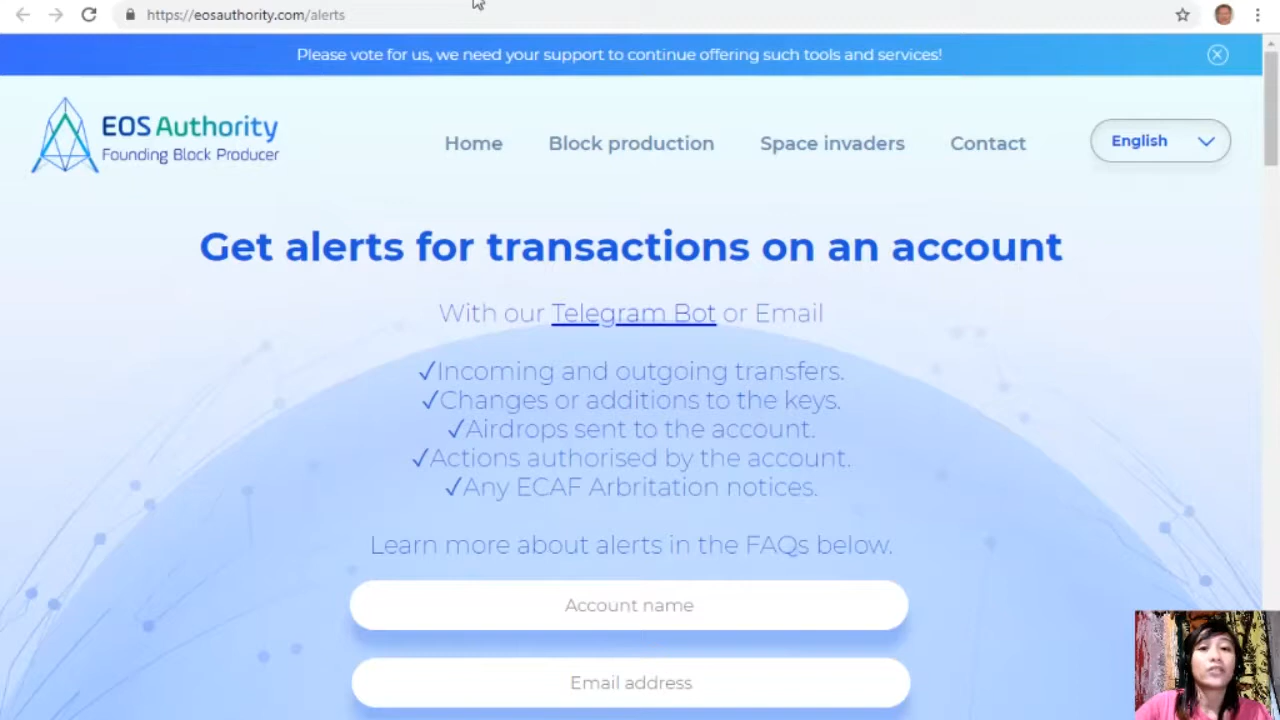 https://eosauthority.com/alerts
Please vote for us, we need your support to continue offering such tools and services!
EOS Authority
Founding Block Producer
Home
Block production
Space invaders
Contact
English
Get alerts for transactions on an account
With our Telegram Bot or Email
✓Incoming and outgoing transfers.
✓Changes or additions to the keys.
✓Airdrops sent to the account.
✓Actions authorised by the account.
✓Any ECAF Arbritation notices.
Learn more about alerts in the FAQs below.
Account name
Email address